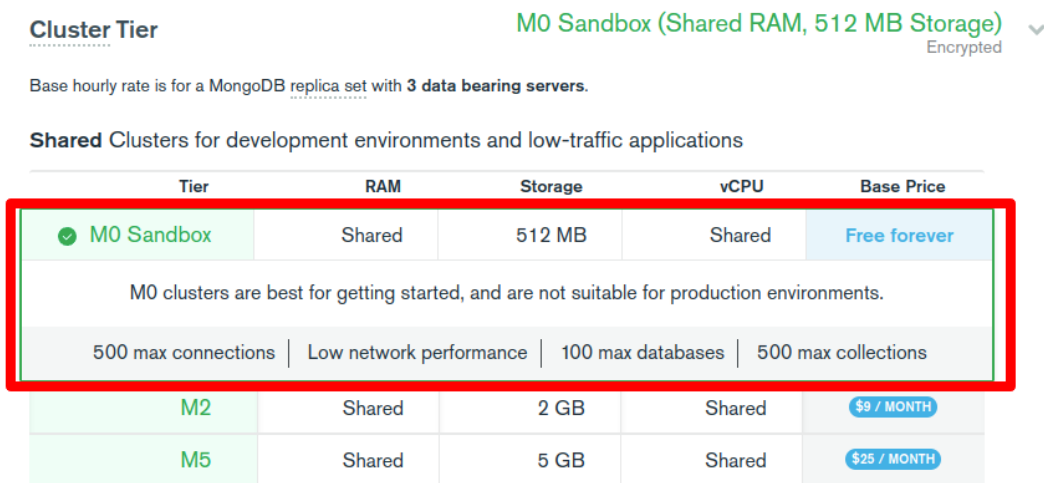 Cluster Tier M0 Sandbox (Shared RAM, 512 MB Storage)
Encrypted
Base hourly rate is for a MongoDB replica set with 3 data bearing servers.
Shared Clusters for development environments and low-traffic applications
Tier RAM Storage vCPU Base Price
M0 Sandbox Shared 512 MB Shared Free forever
M0 clusters are best for getting started, and are not suitable for production environments.
500 max connections Low network performance 100 max databases 500 max collections
M2 Shared 2 GB Shared $9 / MONTH
M5 Shared 5 GB Shared $25 / MONTH